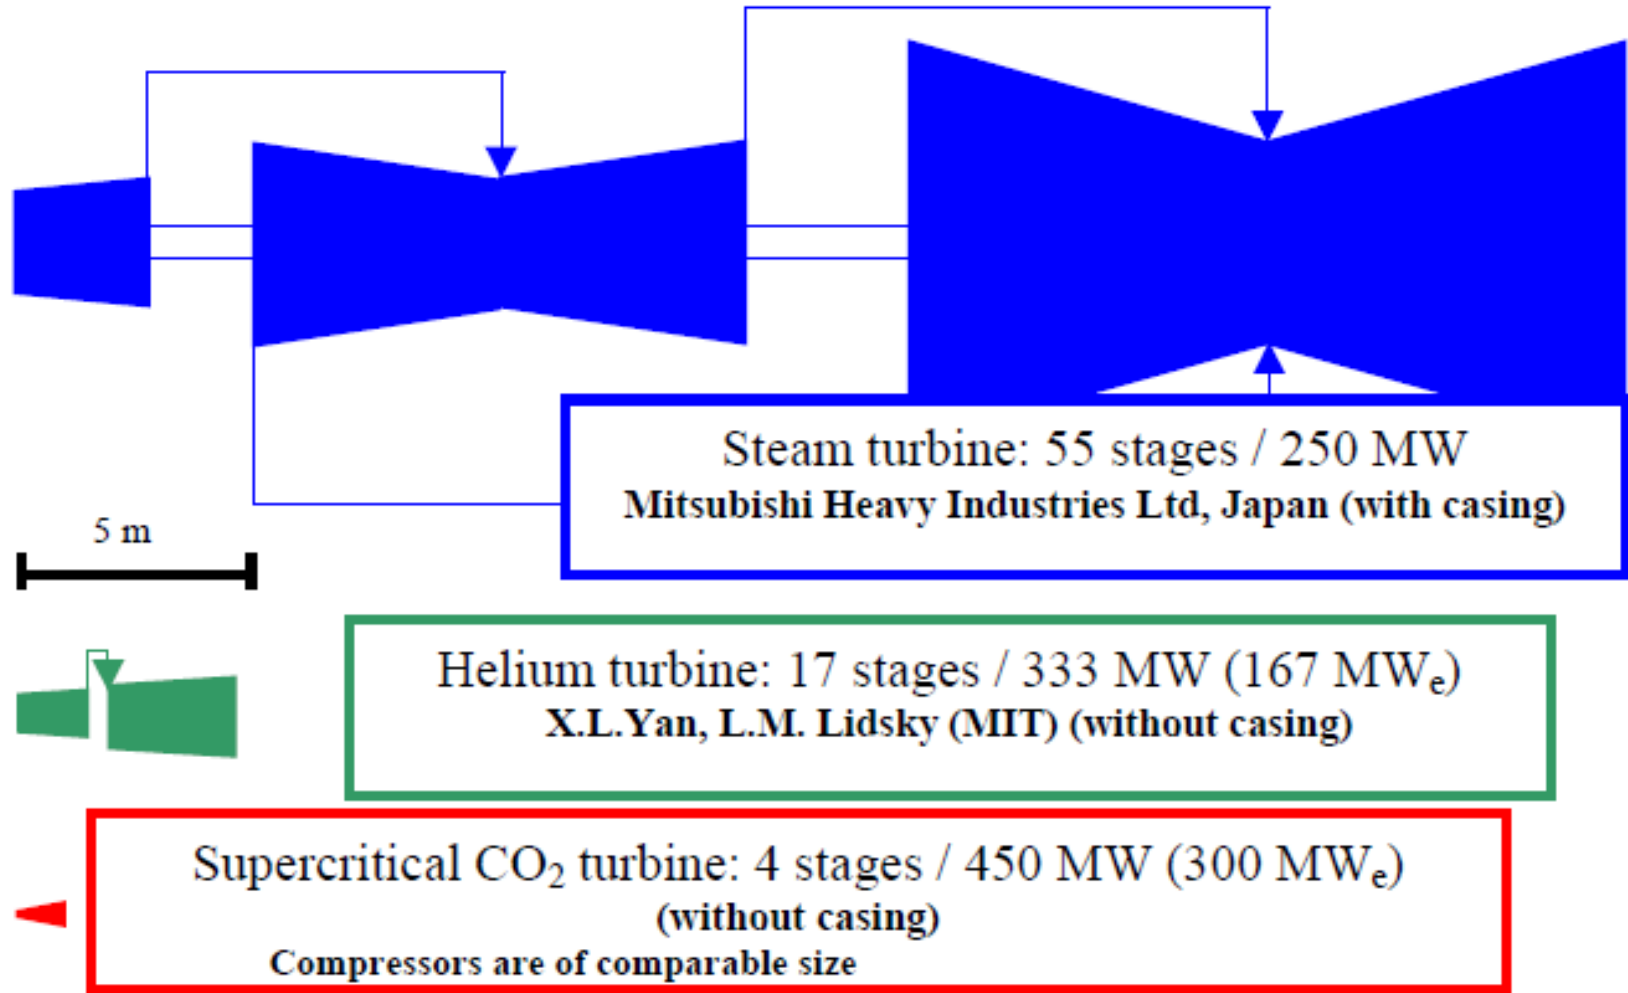 Steam turbine: 55 stages / 250 MW
Mitsubishi Heavy Industries Ltd, Japan (with casing)
5 m
Helium turbine: 17 stages / 333 MW (167 MWₑ)
X.L.Yan, L.M. Lidsky (MIT) (without casing)
Supercritical CO₂ turbine: 4 stages / 450 MW (300 MWₑ)
(without casing)
Compressors are of comparable size